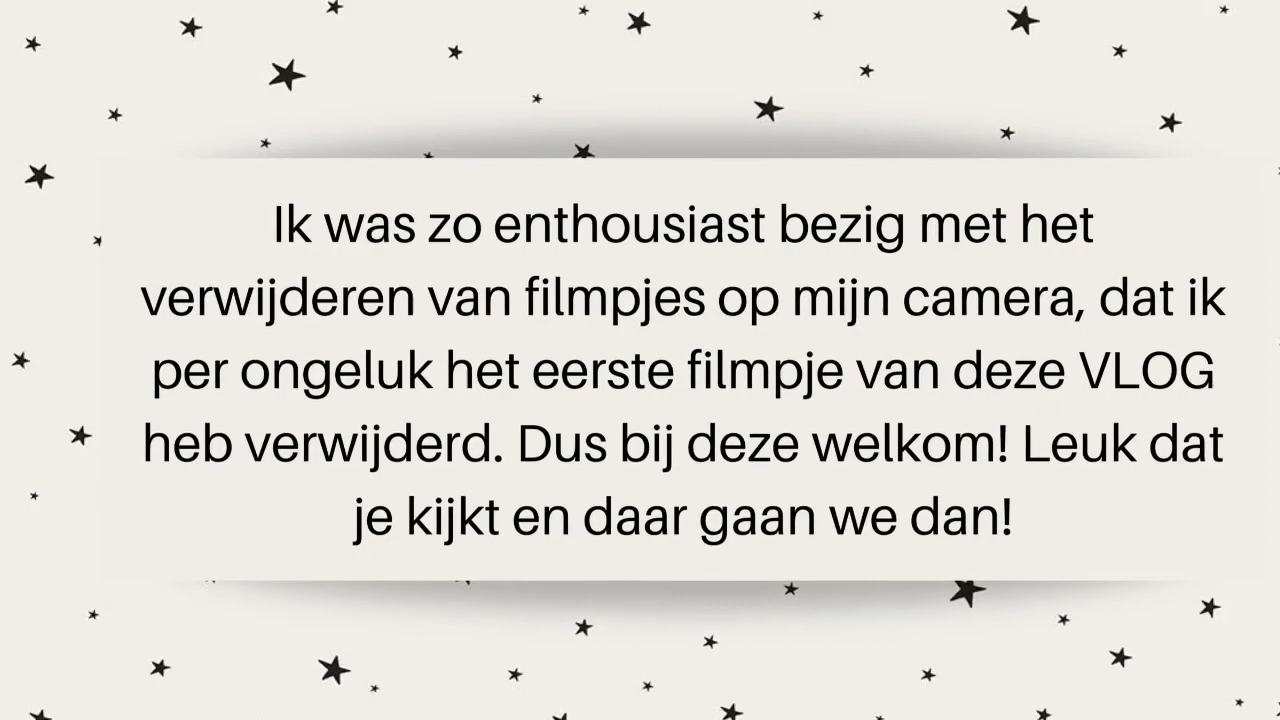 Ik was zo enthousiast bezig met het
verwijderen van filmpjes op mijn camera, dat ik
per ongeluk het eerste filmpje van deze VLOG
heb verwijderd. Dus bij deze welkom! Leuk dat
je kijkt en daar gaan we dan!